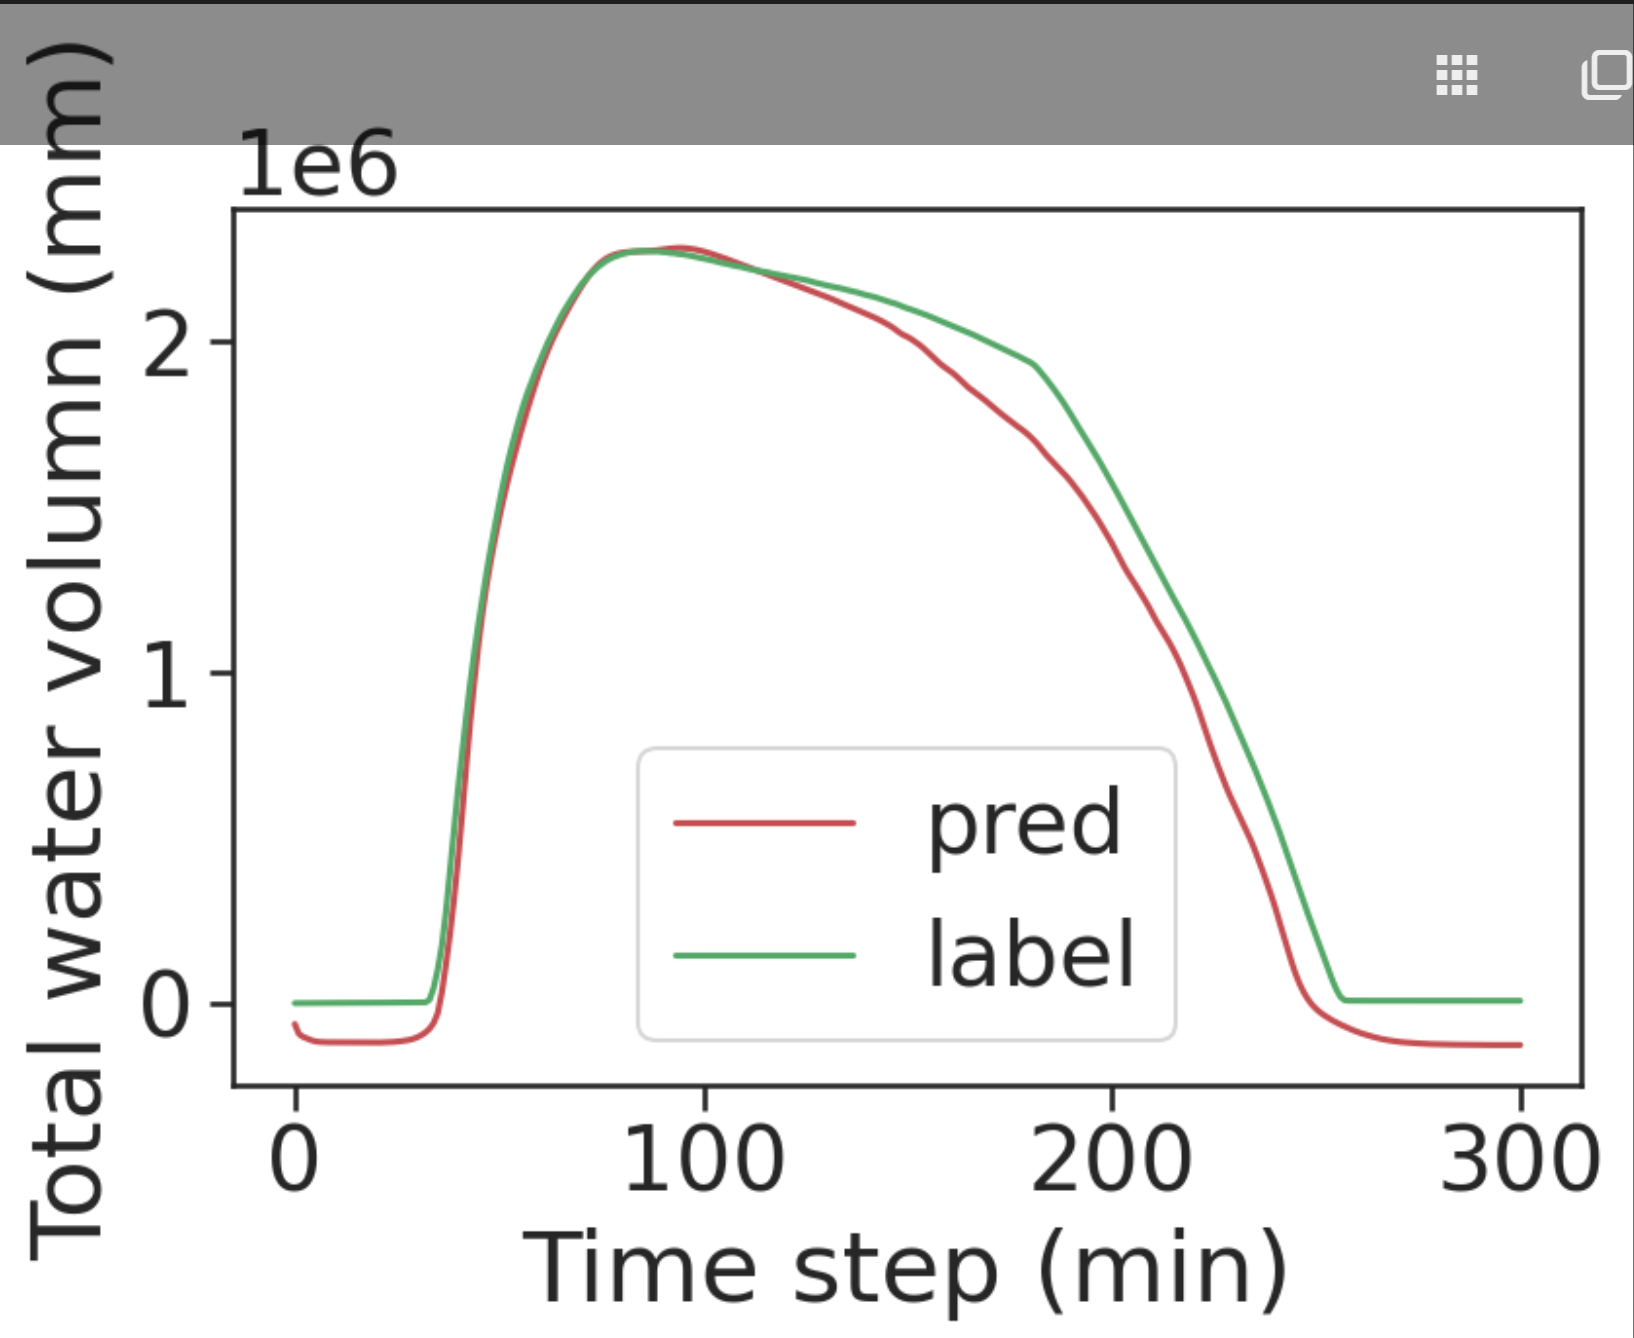 Total water volumn (mm)
1e6
2
1
0
pred
label
0 100 200 300
Time step (min)